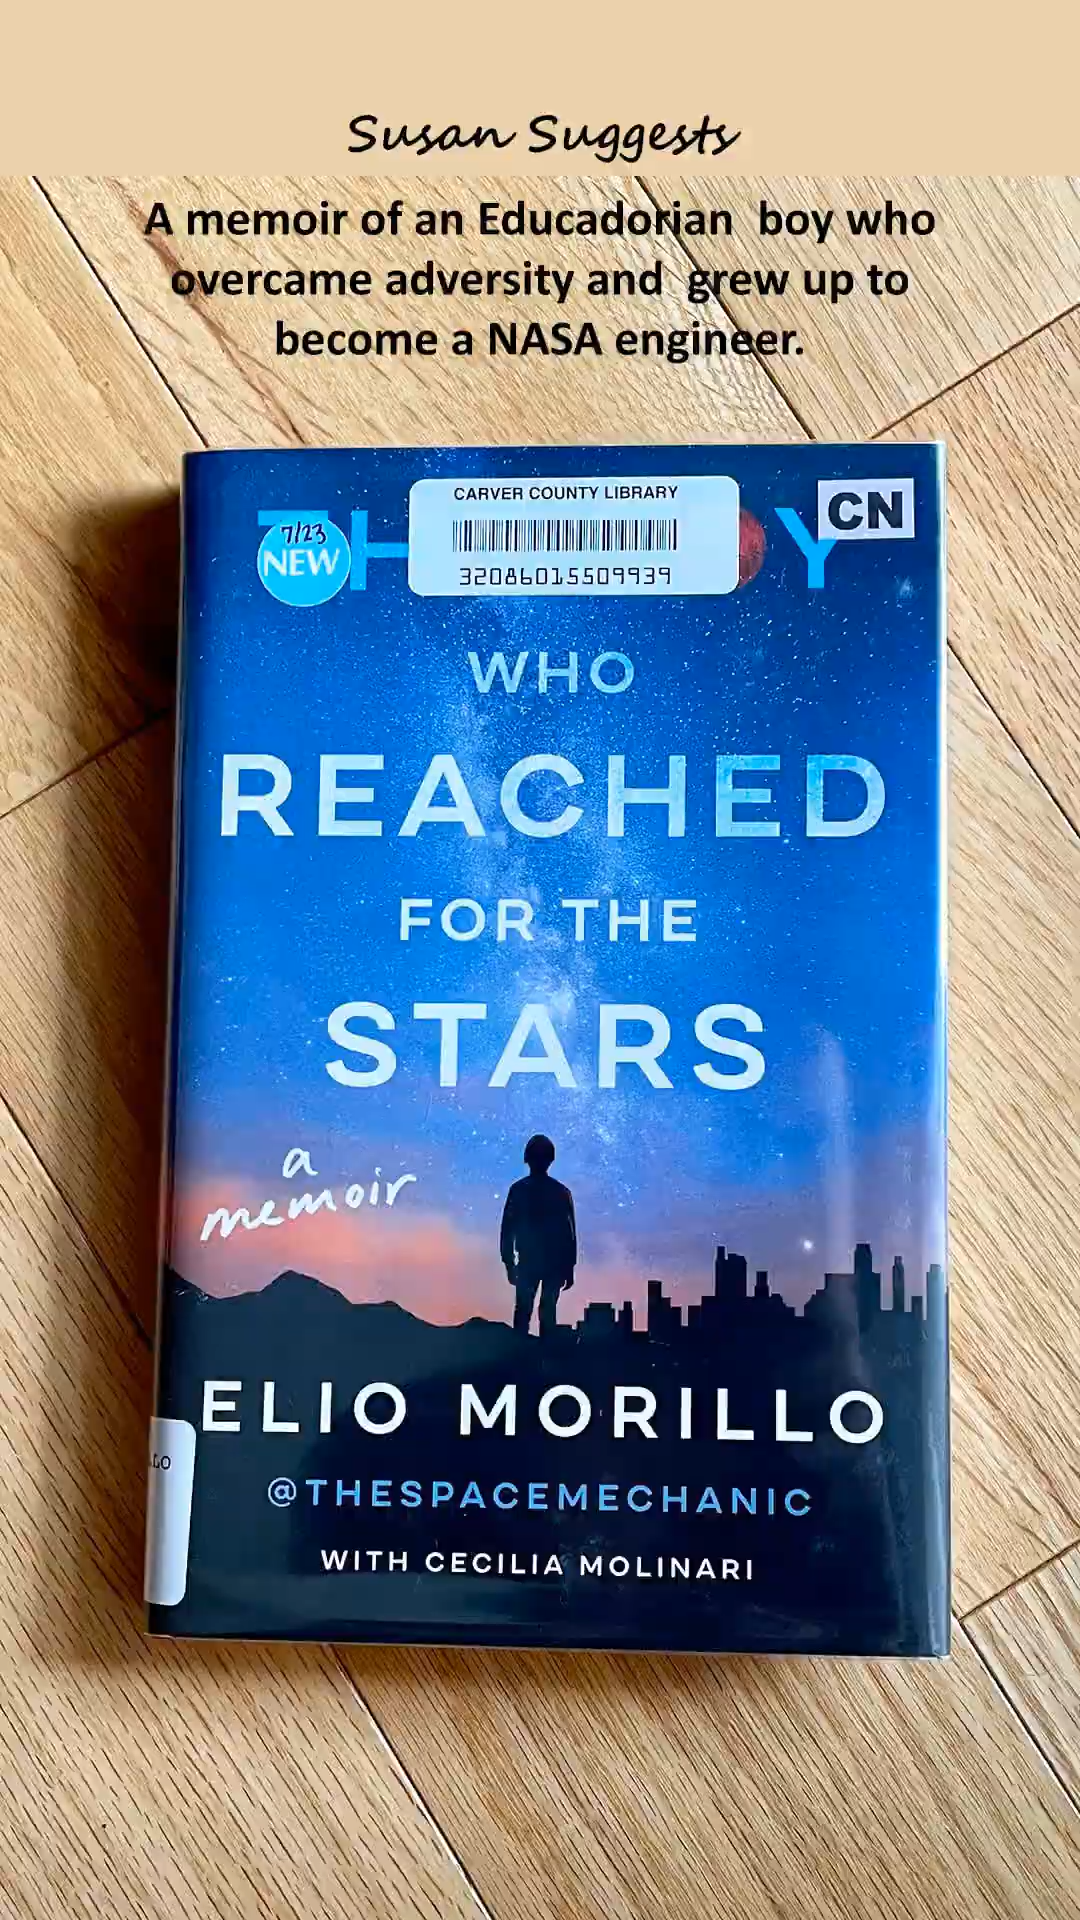 Susan Suggests
A memoir of an Educadorian boy who
overcame adversity and grew up to
become a NASA engineer.
CARVER COUNTY LIBRARY
CN
7/23
NEW
32086015509939
WHO
REACHED
FOR THE
STARS
a
memoir
ELIO MORILLO
@THESPACEMECHANIC
WITH CECILIA MOLINARI